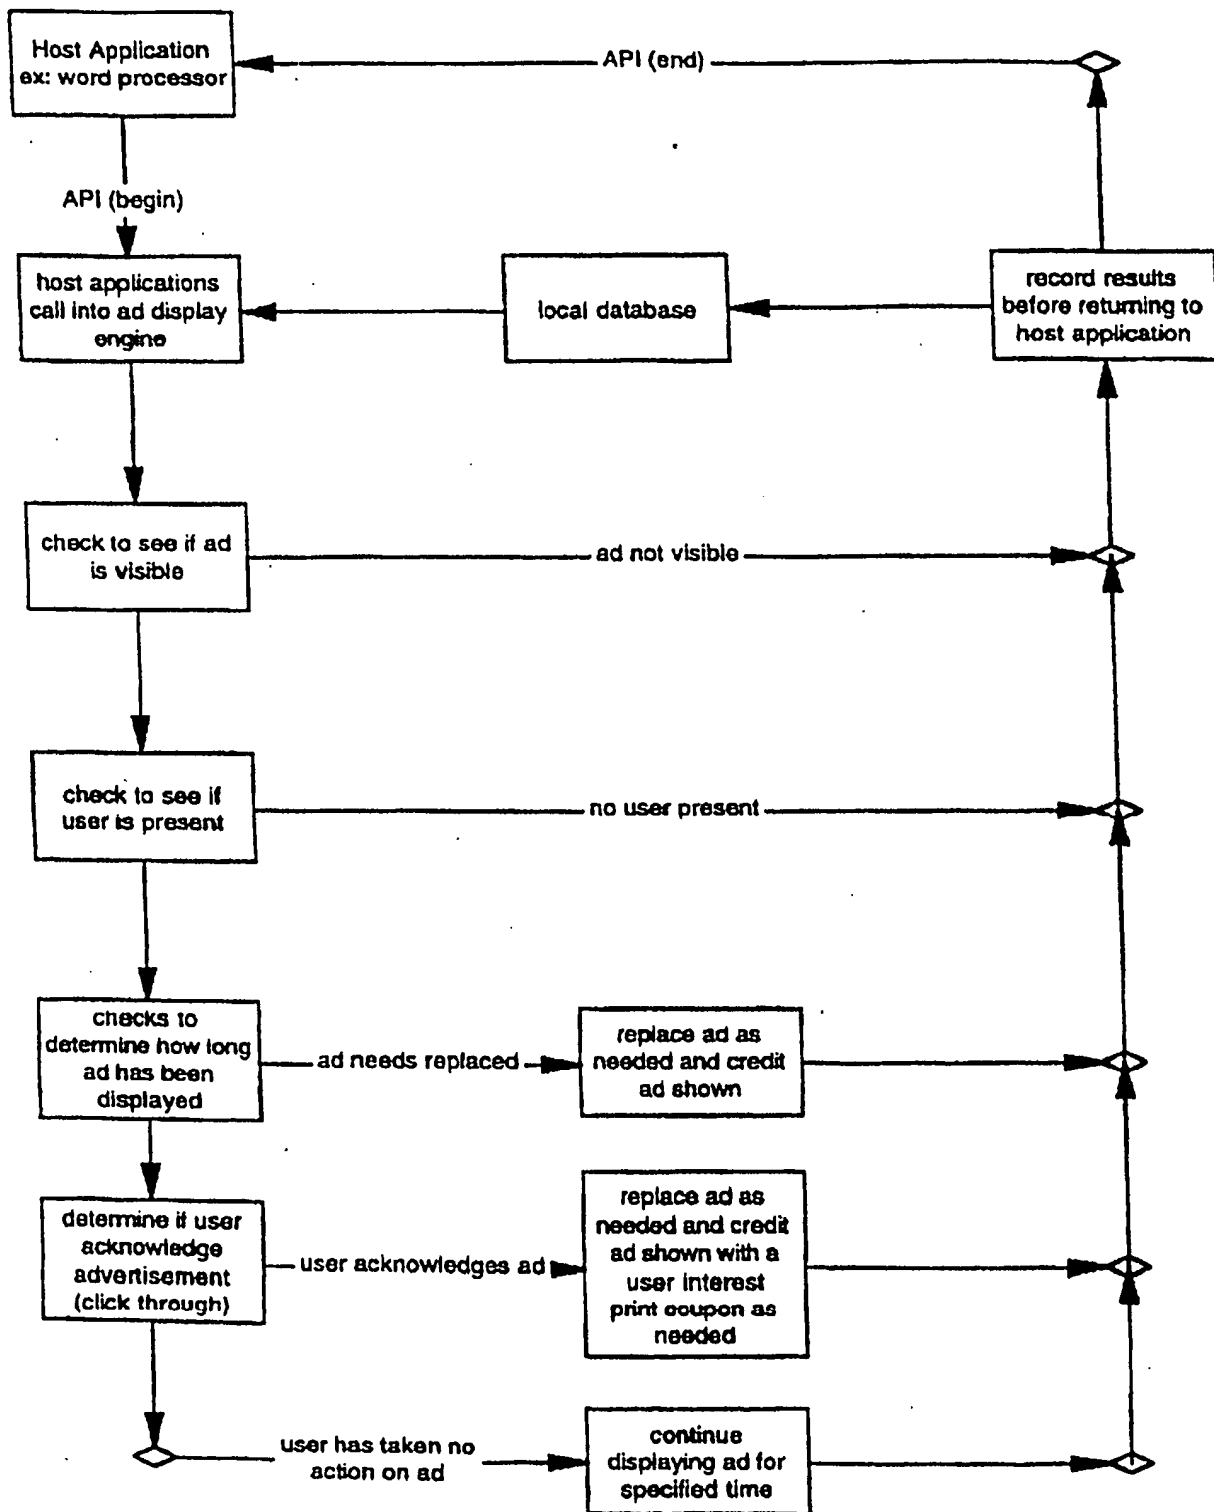 Host Application
ex: word processor
API (end)
API (begin)
host applications
call into ad display
engine
local database
record results
before returning to
host application
check to see if ad
is visible
ad not visible
check to see if
user is present
no user present
checks to
determine how long
ad has been
displayed
ad needs replaced
replace ad as
needed and credit
ad shown
determine if user
acknowledge
advertisement
(click through)
user acknowledges ad
replace ad as
needed and credit
ad shown with a
user interest
print coupon as
needed
user has taken no
action on ad
continue
displaying ad for
specified time